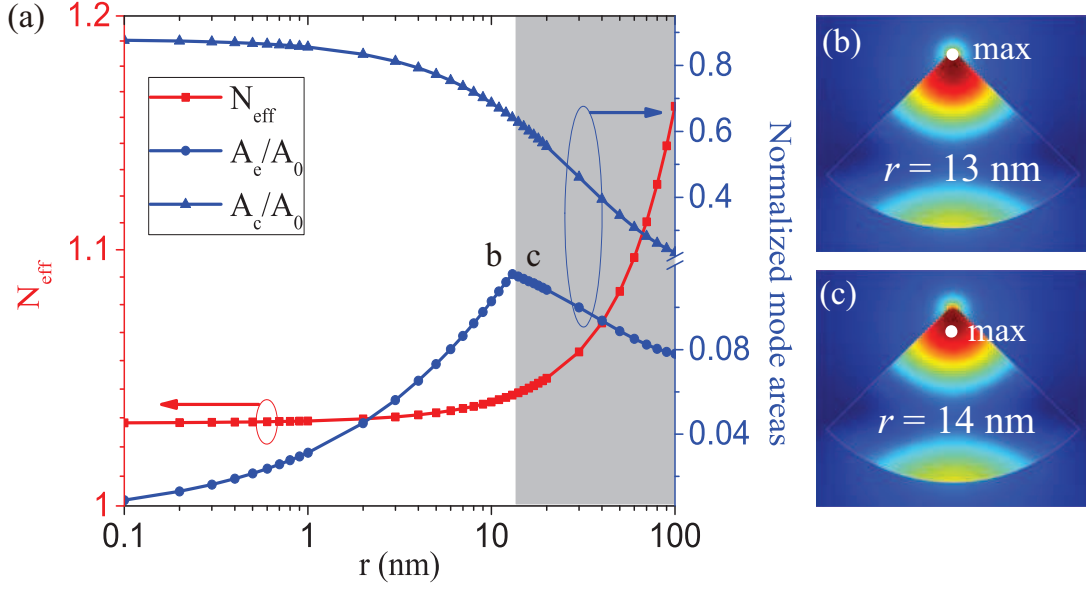 (a)
1.2
1.1
1
N_eff
N_eff
A_e/A_0
A_c/A_0
b c
0.8
0.6
0.4
0.08
0.04
Normalized mode areas
0.1 1 10 100
r (nm)
(b)
max
r = 13 nm
(c)
max
r = 14 nm